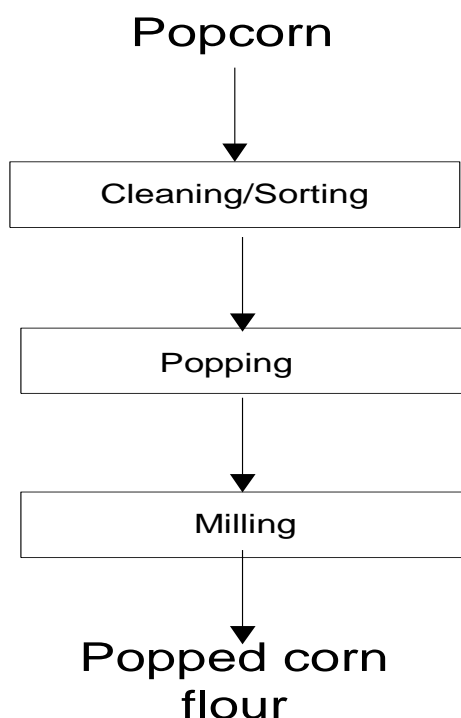 Popcorn
Cleaning/Sorting
Popping
Milling
Popped corn
flour